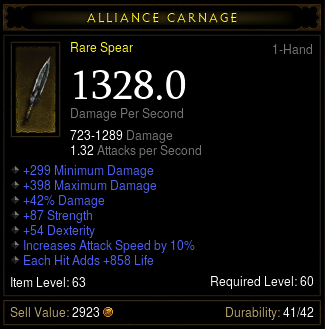 ALLIANCE CARNAGE
Rare Spear 1-Hand
1328.0
Damage Per Second
723-1289 Damage
1.32 Attacks per Second
+299 Minimum Damage
+398 Maximum Damage
+42% Damage
+87 Strength
+54 Dexterity
Increases Attack Speed by 10%
Each Hit Adds +858 Life
Item Level: 63 Required Level: 60
Sell Value: 2923 Durability: 41/42